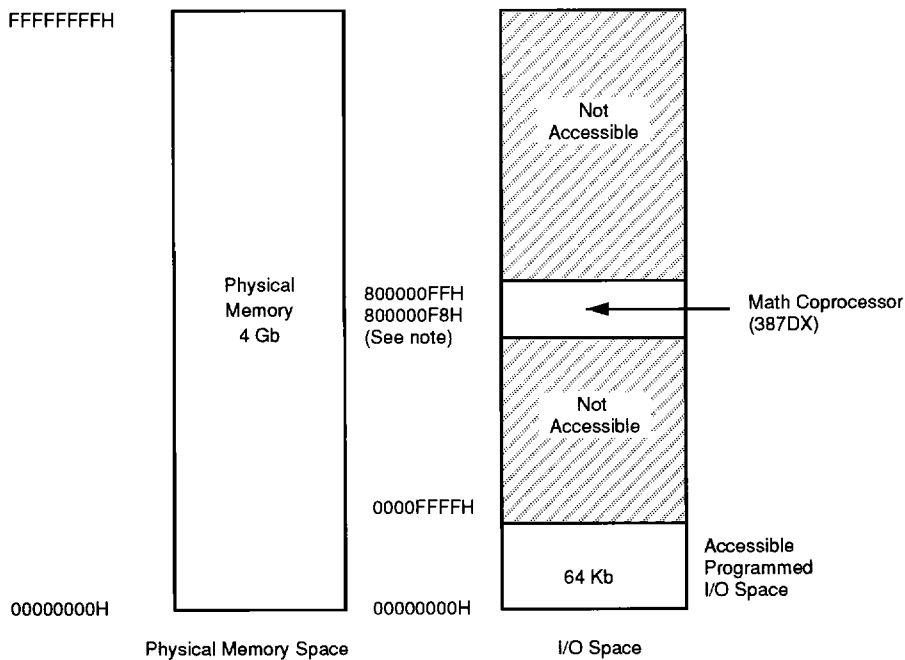 FFFFFFFFH
Physical
Memory
4 Gb
00000000H
Physical Memory Space
Not
Accessible
800000FFH
800000F8H
(See note)
Math Coprocessor
(387DX)
Not
Accessible
0000FFFFH
64 Kb
Accessible
Programmed
I/O Space
00000000H
I/O Space